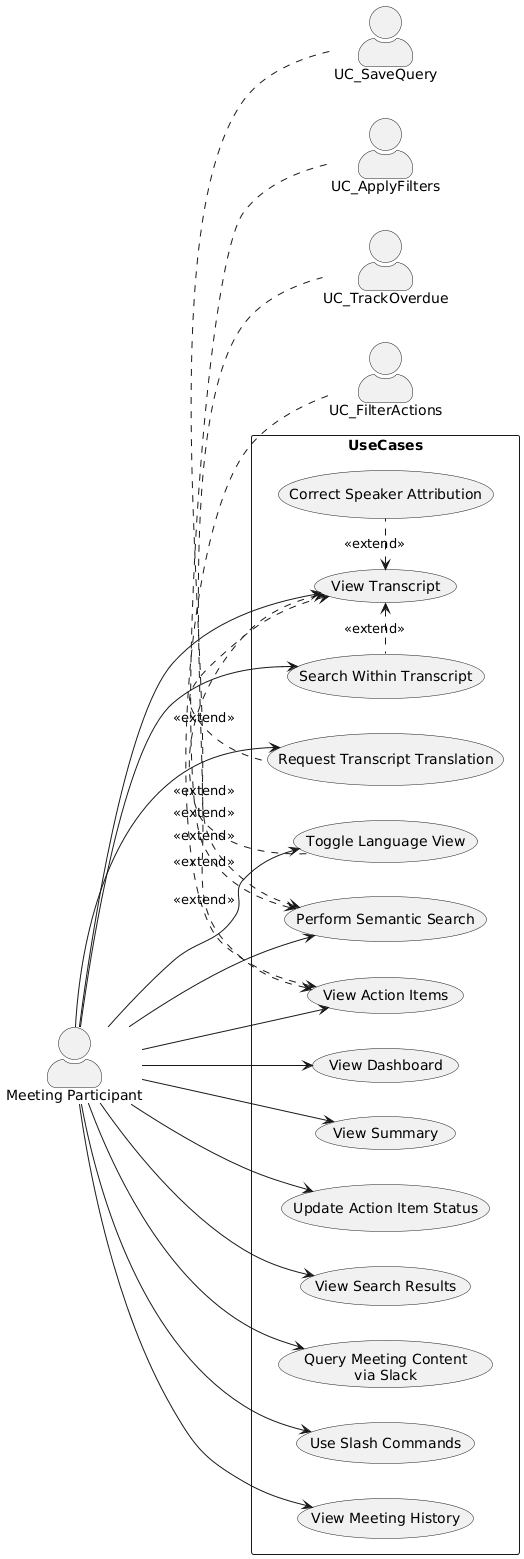 UC_SaveQuery
UC_ApplyFilters
UC_TrackOverdue
UC_FilterActions
UseCases
Correct Speaker Attribution
«extend»
View Transcript
«extend»
Search Within Transcript
«extend»
Request Transcript Translation
«extend»
«extend»
Toggle Language View
«extend»
«extend»
«extend»
Perform Semantic Search
View Action Items
Meeting Participant
View Dashboard
View Summary
Update Action Item Status
View Search Results
Query Meeting Content
via Slack
Use Slash Commands
View Meeting History